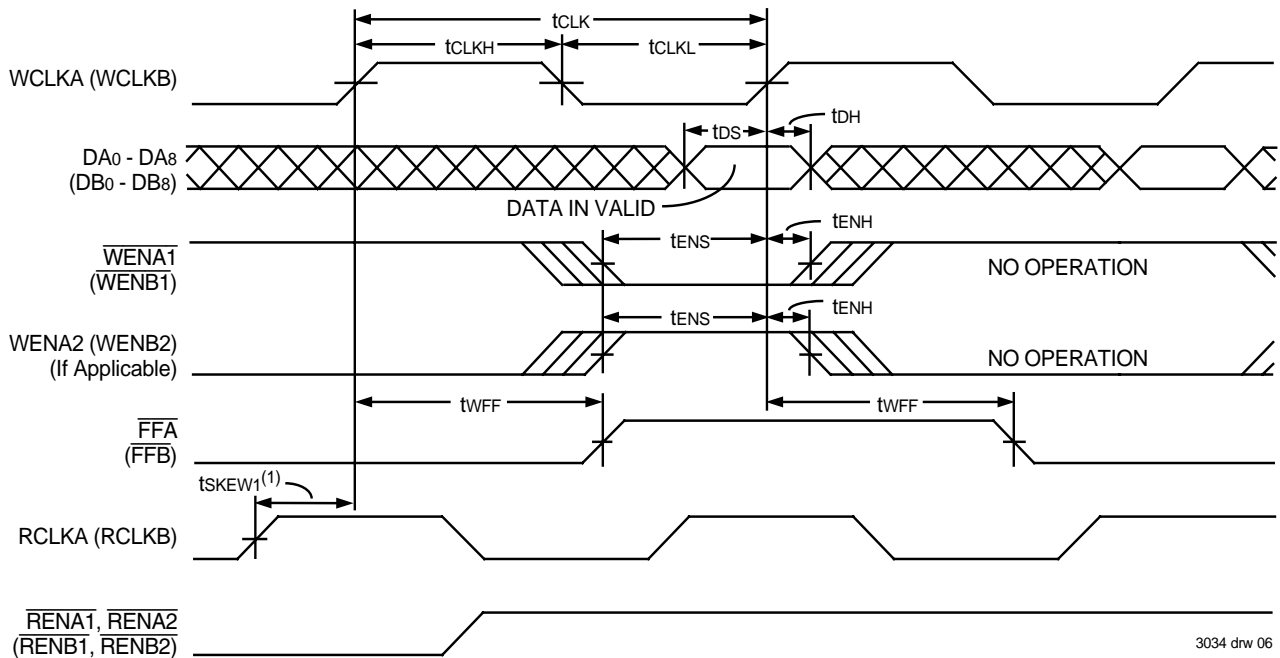 tCLK
tCLKH
tCLKL
WCLKA (WCLKB)
tDH
tDS
DA0 - DA8
(DB0 - DB8)
DATA IN VALID
tENH
tENS
WENA1
(WENB1)
NO OPERATION
tENH
tENS
WENA2 (WENB2)
(If Applicable)
NO OPERATION
tWFF
tWFF
FFA
(FFB)
tSKEW1(1)
RCLKA (RCLKB)
RENA1, RENA2
(RENB1, RENB2)
3034 drw 06